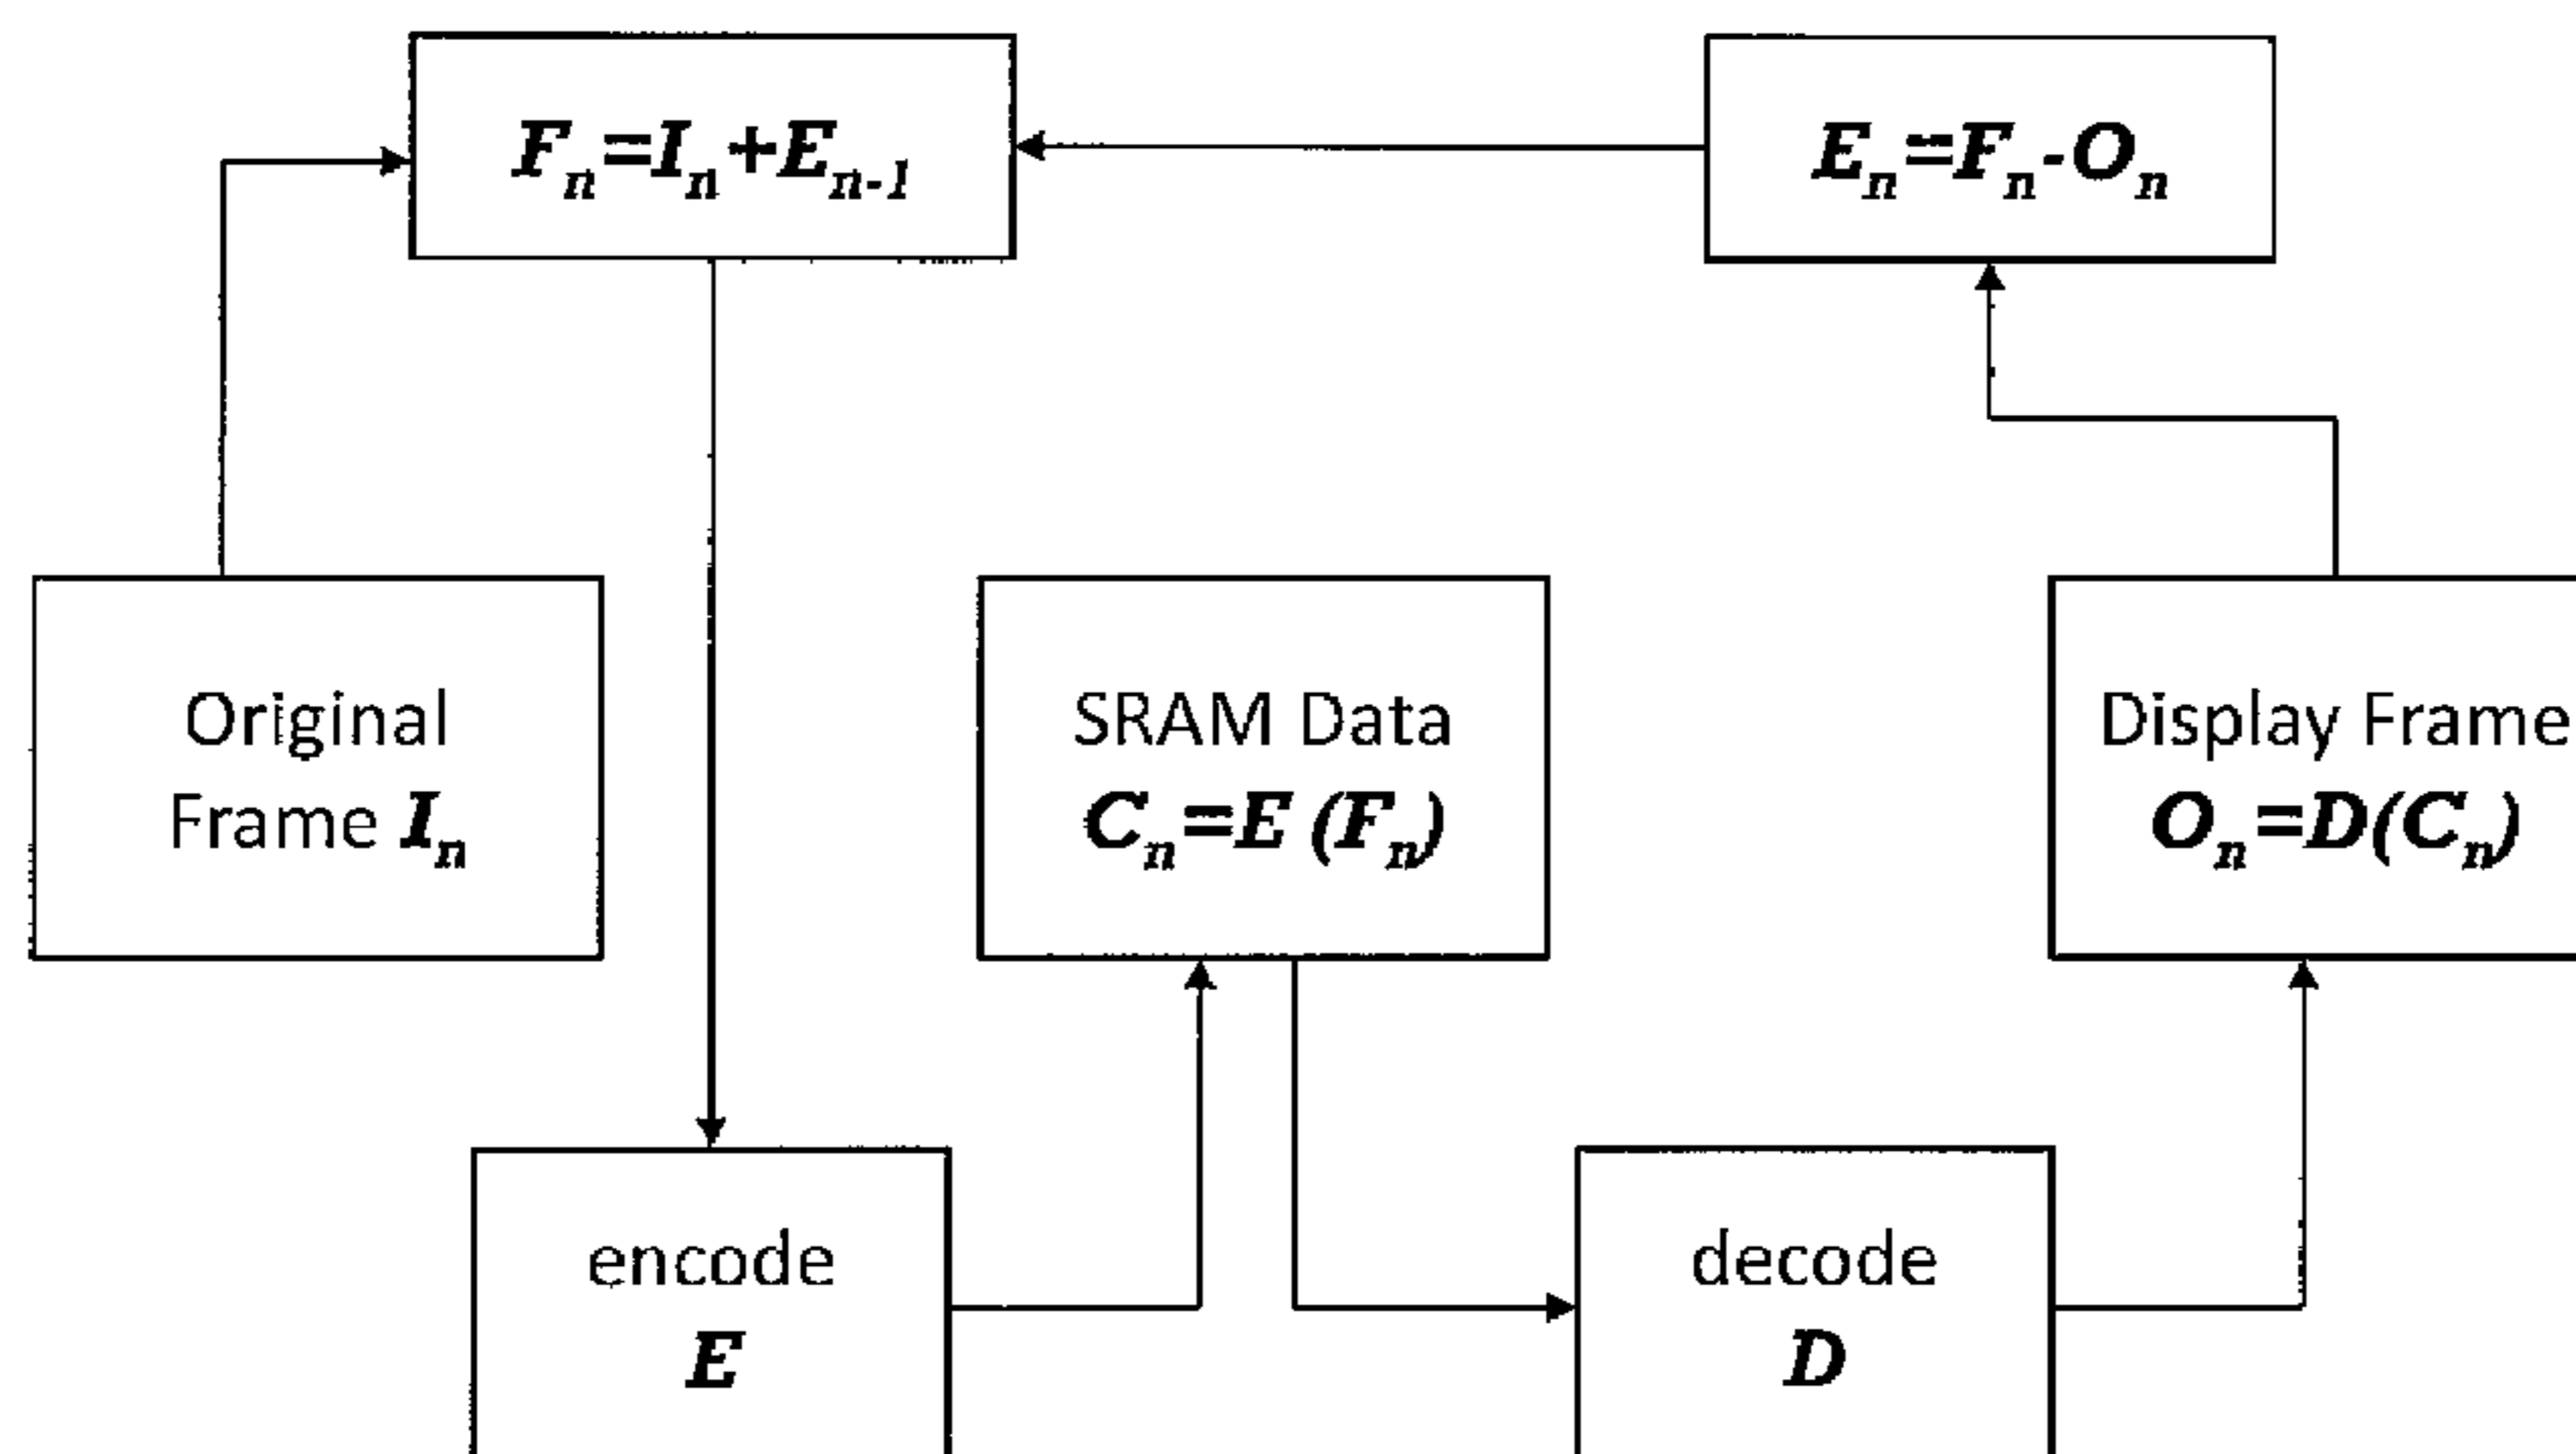 Fn=In+En-1
En=Fn-On
Original
Frame In
SRAM Data
Cn=E (Fn)
Display Frame
On=D(Cn)
encode
E
decode
D